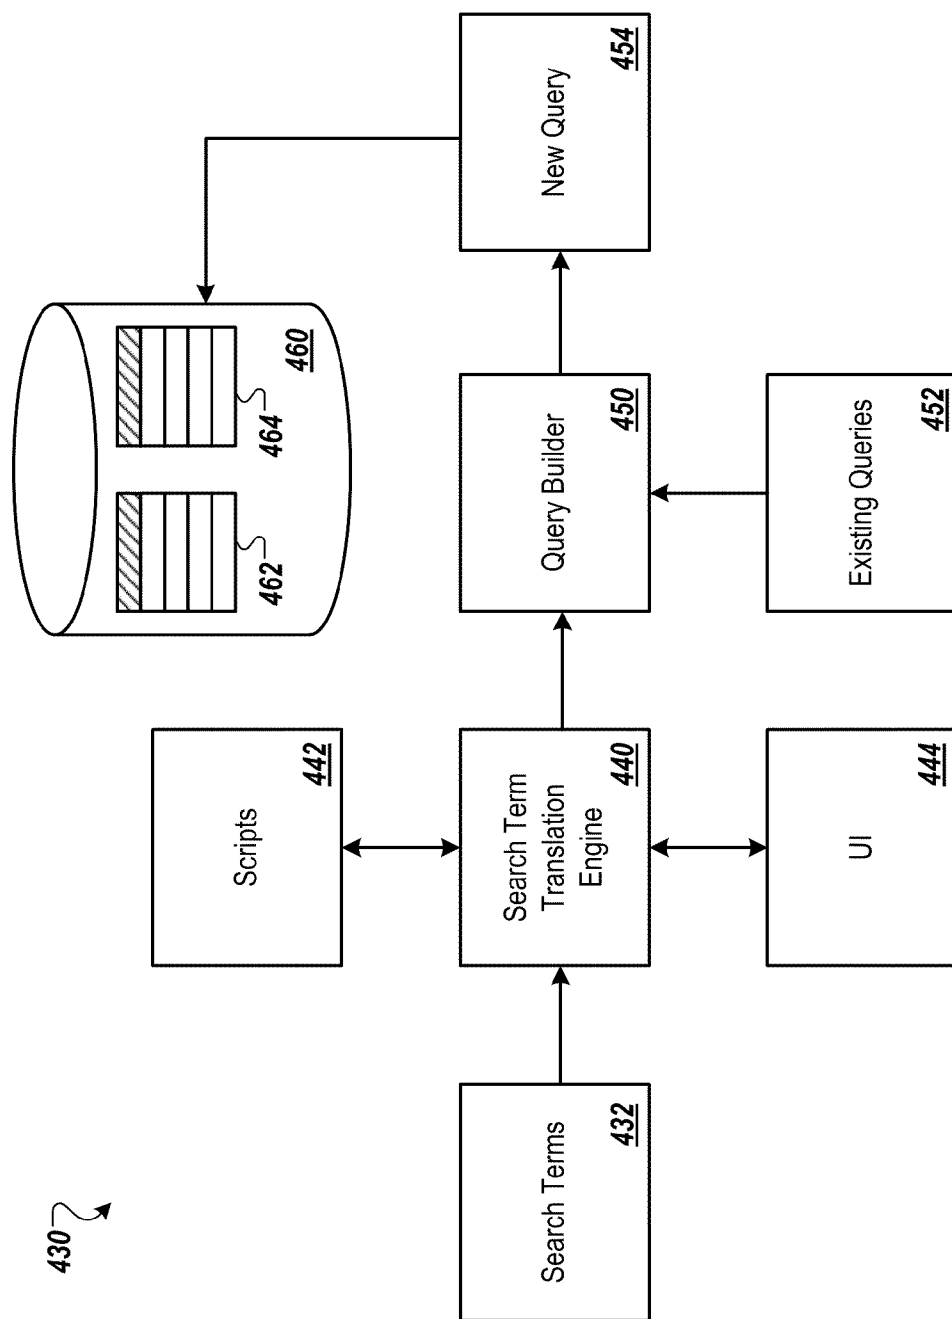 430
Search Terms
432
Scripts
442
Search Term
Translation
Engine
440
UI
444
462
464
460
Query Builder
450
Existing Queries
452
New Query
454